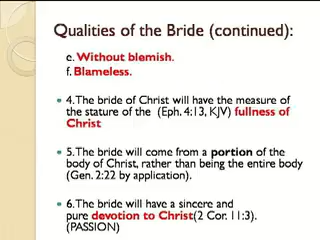 Qualities of the Bride (continued):
e. Without blemish.
f. Blameless.
4. The bride of Christ will have the measure of
the stature of the (Eph. 4:13, KJV) fullness of
Christ
5. The bride will come from a portion of the
body of Christ, rather than being the entire body
(Gen. 2:22 by application).
6. The bride will have a sincere and
pure devotion to Christ(2 Cor. 11:3).
(PASSION)